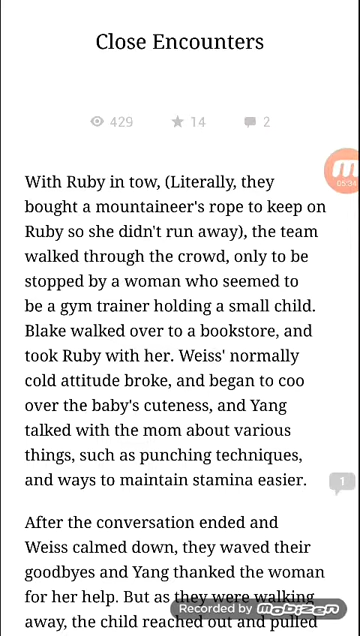 Close Encounters
429 14 2
05:34
With Ruby in tow, (Literally, they
bought a mountaineer's rope to keep on
Ruby so she didn't run away), the team
walked through the crowd, only to be
stopped by a woman who seemed to
be a gym trainer holding a small child.
Blake walked over to a bookstore, and
took Ruby with her. Weiss' normally
cold attitude broke, and began to coo
over the baby's cuteness, and Yang
talked with the mom about various
things, such as punching techniques,
and ways to maintain stamina easier.
1
After the conversation ended and
Weiss calmed down, they waved their
goodbyes and Yang thanked the woman
for her help. But as they were walking
Recorded by mobizen
away, the child reached out and pulled